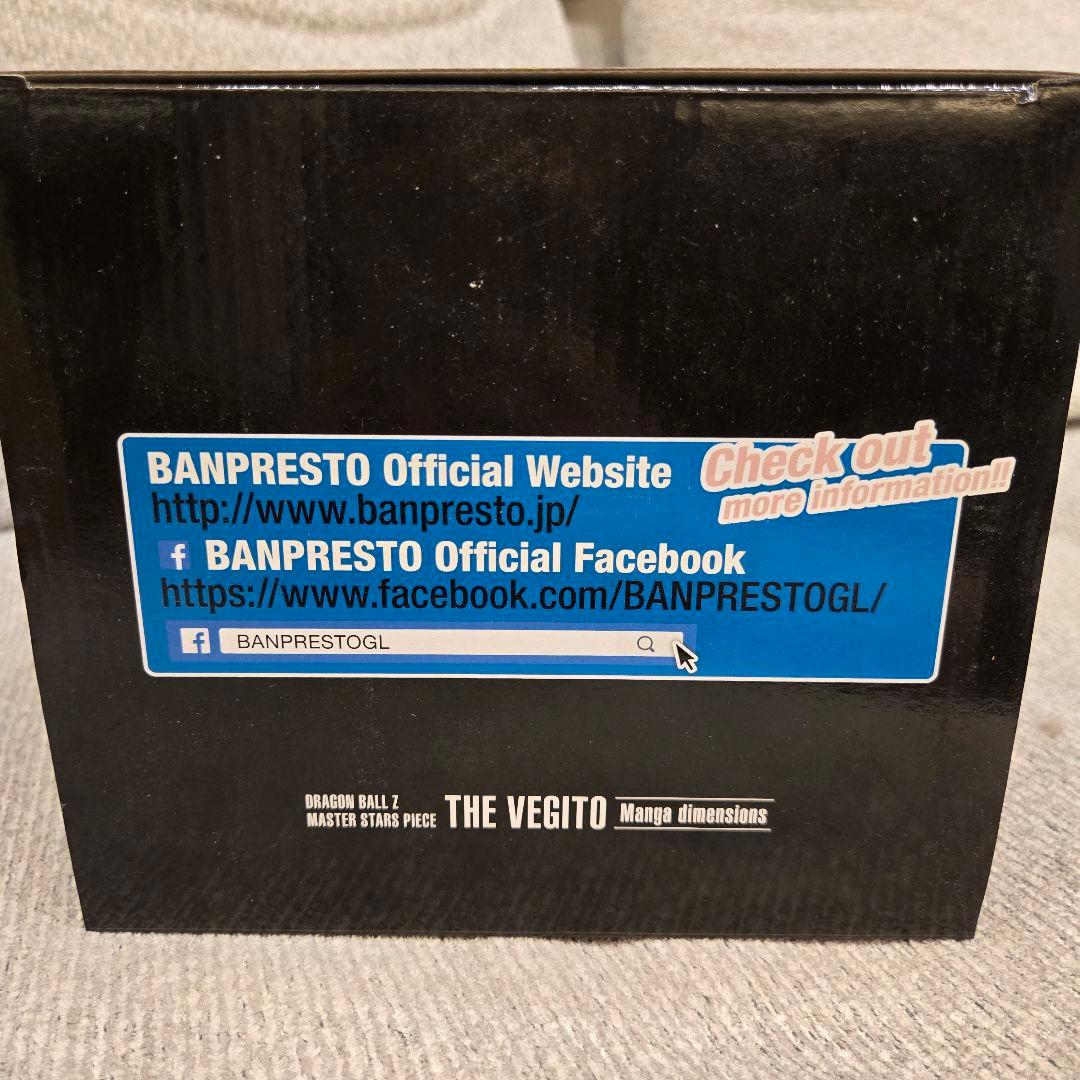 BANPRESTO Official Website
Check out
more information!!
http://www.banpresto.jp/
f BANPRESTO Official Facebook
https://www.facebook.com/BANPRESTOGL/
f BANPRESTOGL
DRAGON BALL Z
MASTER STARS PIECE THE VEGITO Manga dimensions